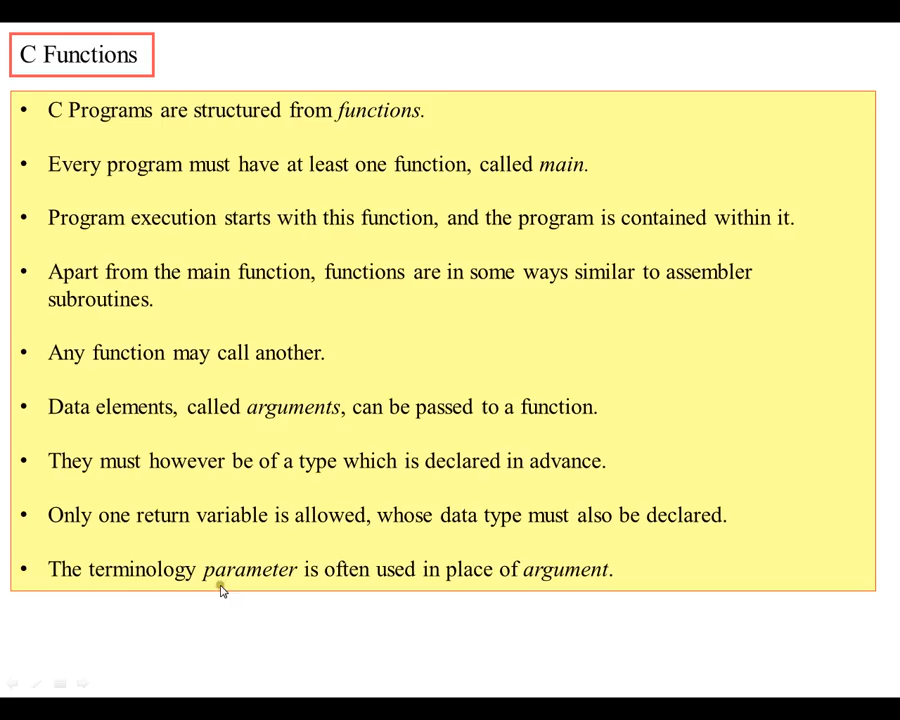 C Functions
• C Programs are structured from functions.
• Every program must have at least one function, called main.
• Program execution starts with this function, and the program is contained within it.
• Apart from the main function, functions are in some ways similar to assembler
subroutines.
• Any function may call another.
• Data elements, called arguments, can be passed to a function.
• They must however be of a type which is declared in advance.
• Only one return variable is allowed, whose data type must also be declared.
• The terminology parameter is often used in place of argument.